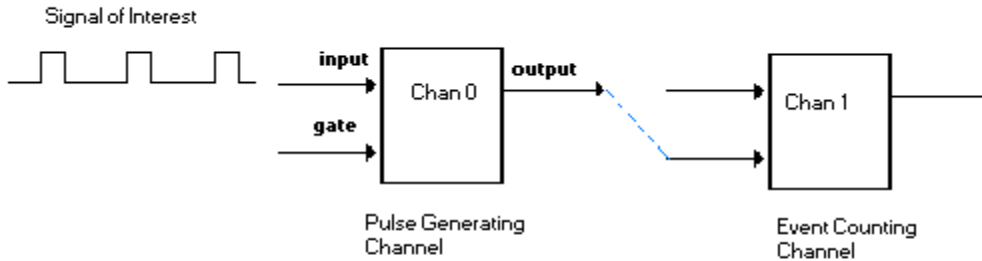 Signal of Interest
input
output
Chan 0
Chan 1
gate
Pulse Generating
Channel
Event Counting
Channel